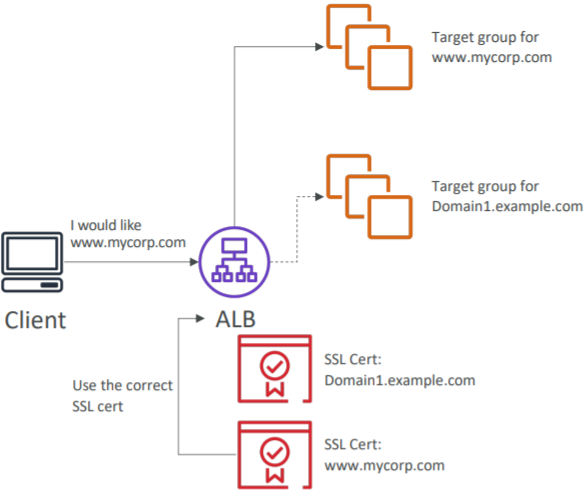 Target group for
www.mycorp.com
Target group for
Domain1.example.com
I would like
www.mycorp.com
Client
ALB
SSL Cert:
Domain1.example.com
Use the correct
SSL cert
SSL Cert:
www.mycorp.com